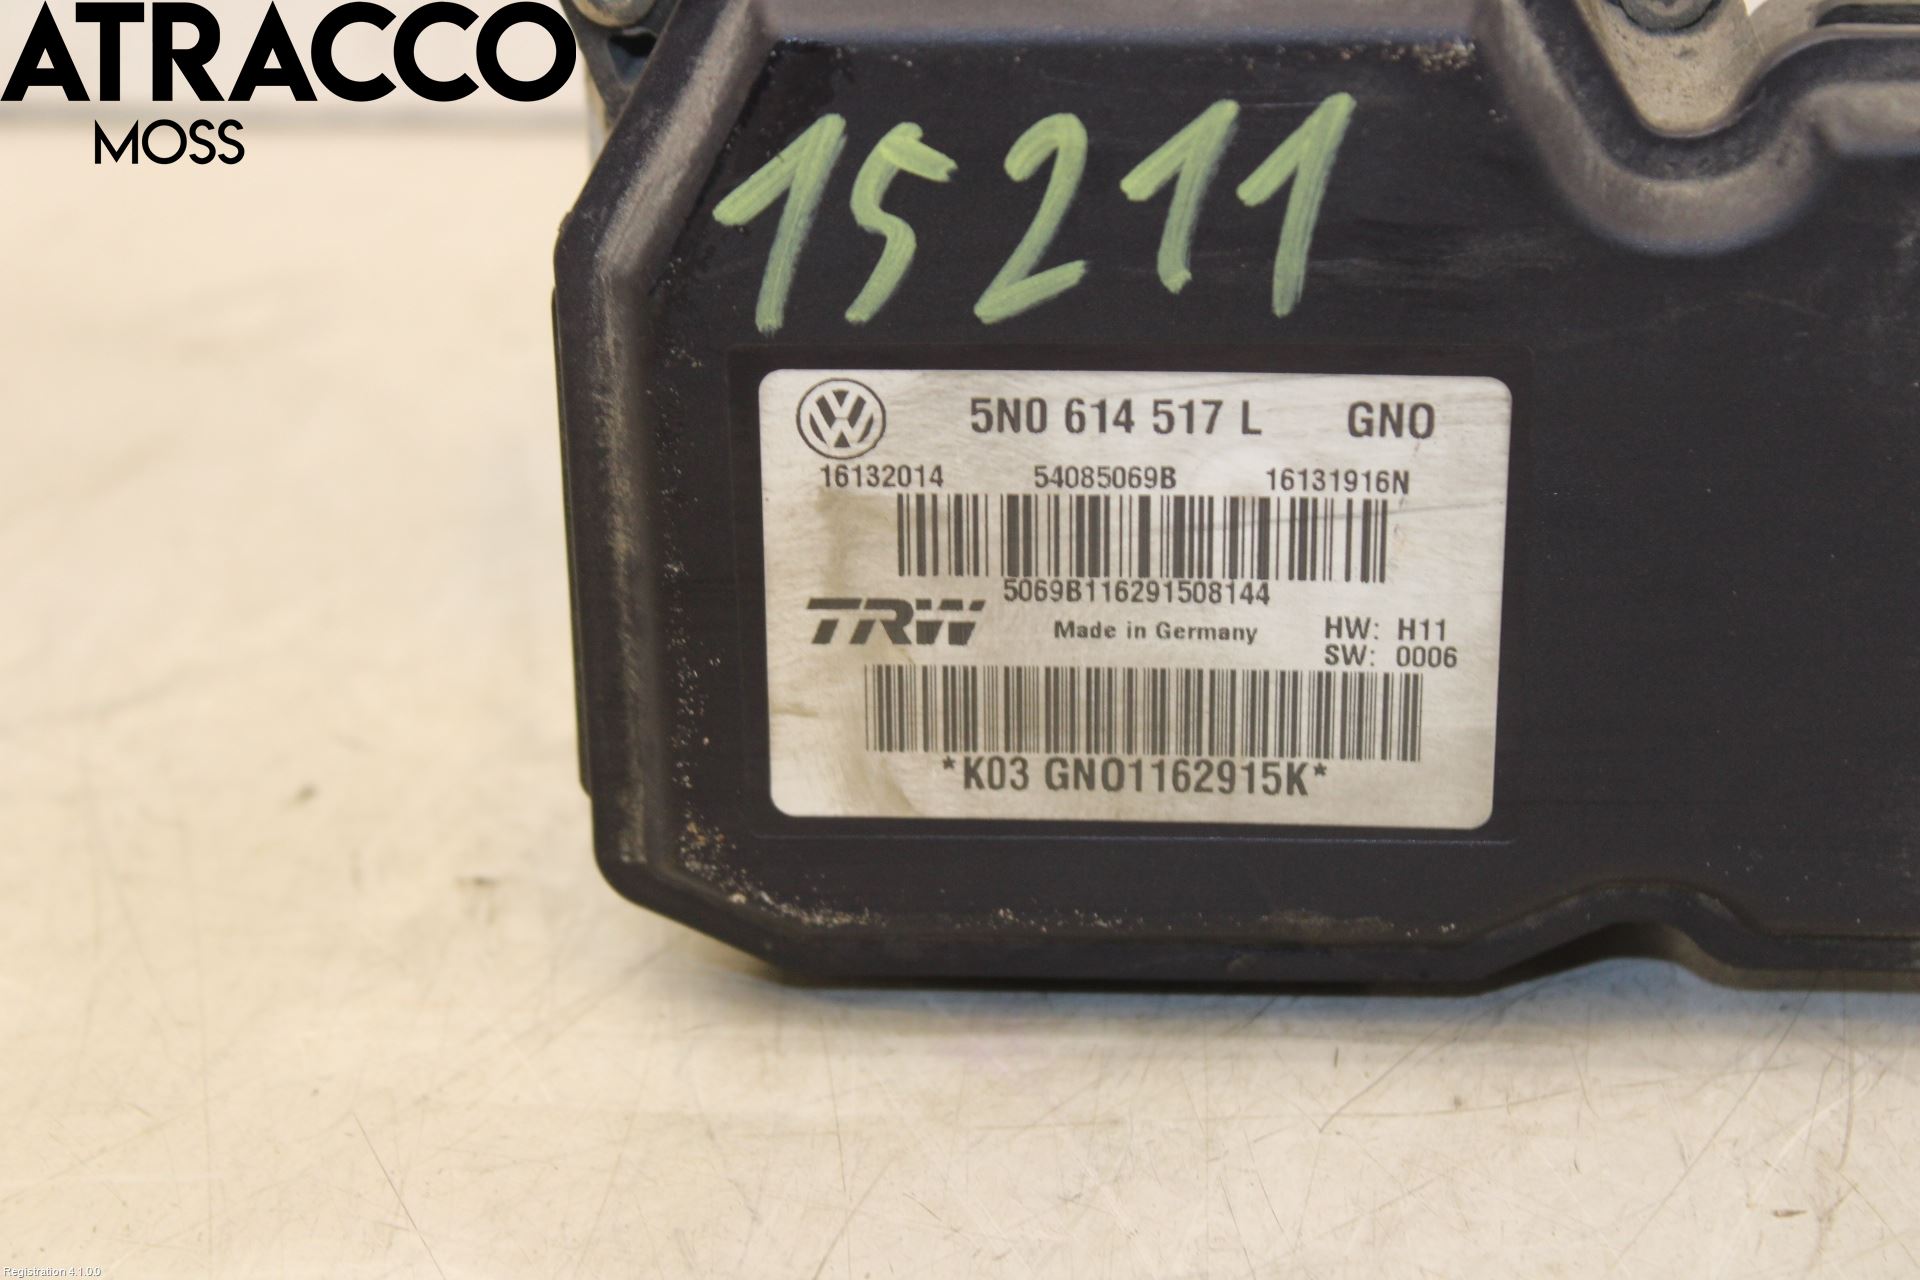 ATRACCO
MOSS
15211
5N0 614 517 L GNO
16132014 54085069B 16131916N
5069B116291508144
TRW Made in Germany HW: H11
SW: 0006
*K03 GNO1162915K*
Registration 4.1.0.0